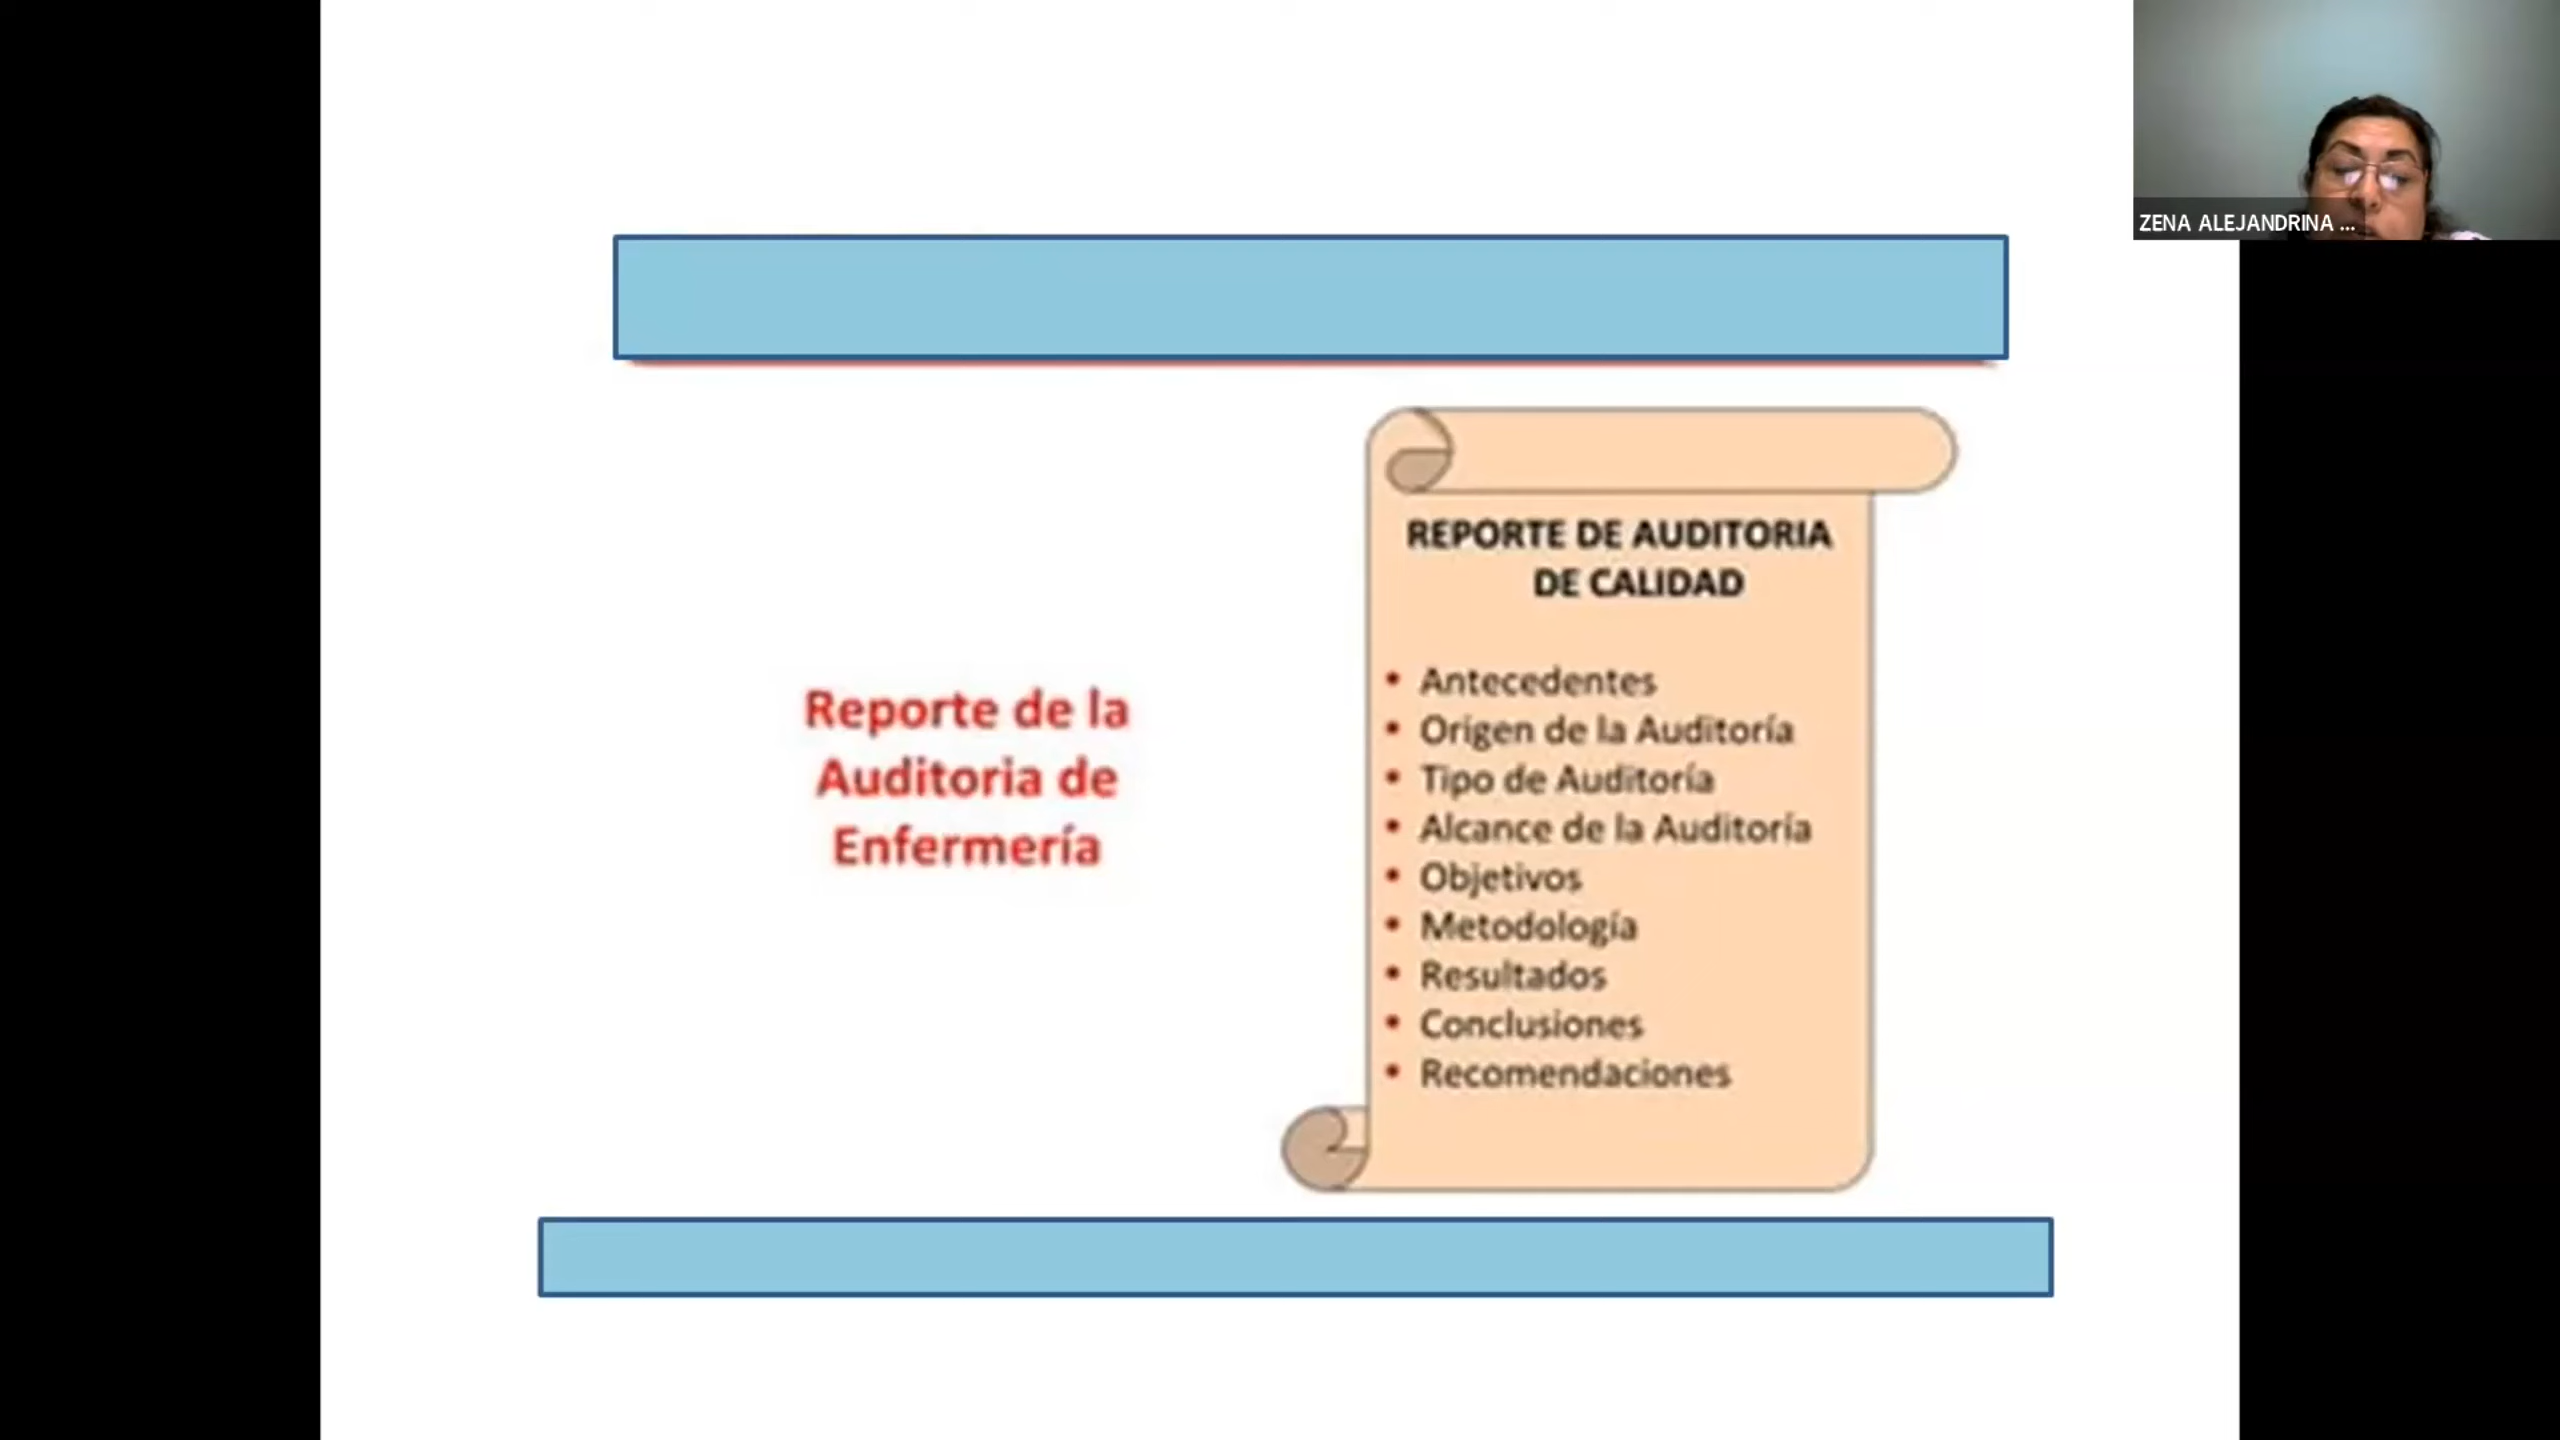 ZENA ALEJANDRINA ...
REPORTE DE AUDITORIA
DE CALIDAD
Reporte de la
Auditoria de
Enfermería
• Antecedentes
• Origen de la Auditoría
• Tipo de Auditoría
• Alcance de la Auditoría
• Objetivos
• Metodología
• Resultados
• Conclusiones
• Recomendaciones